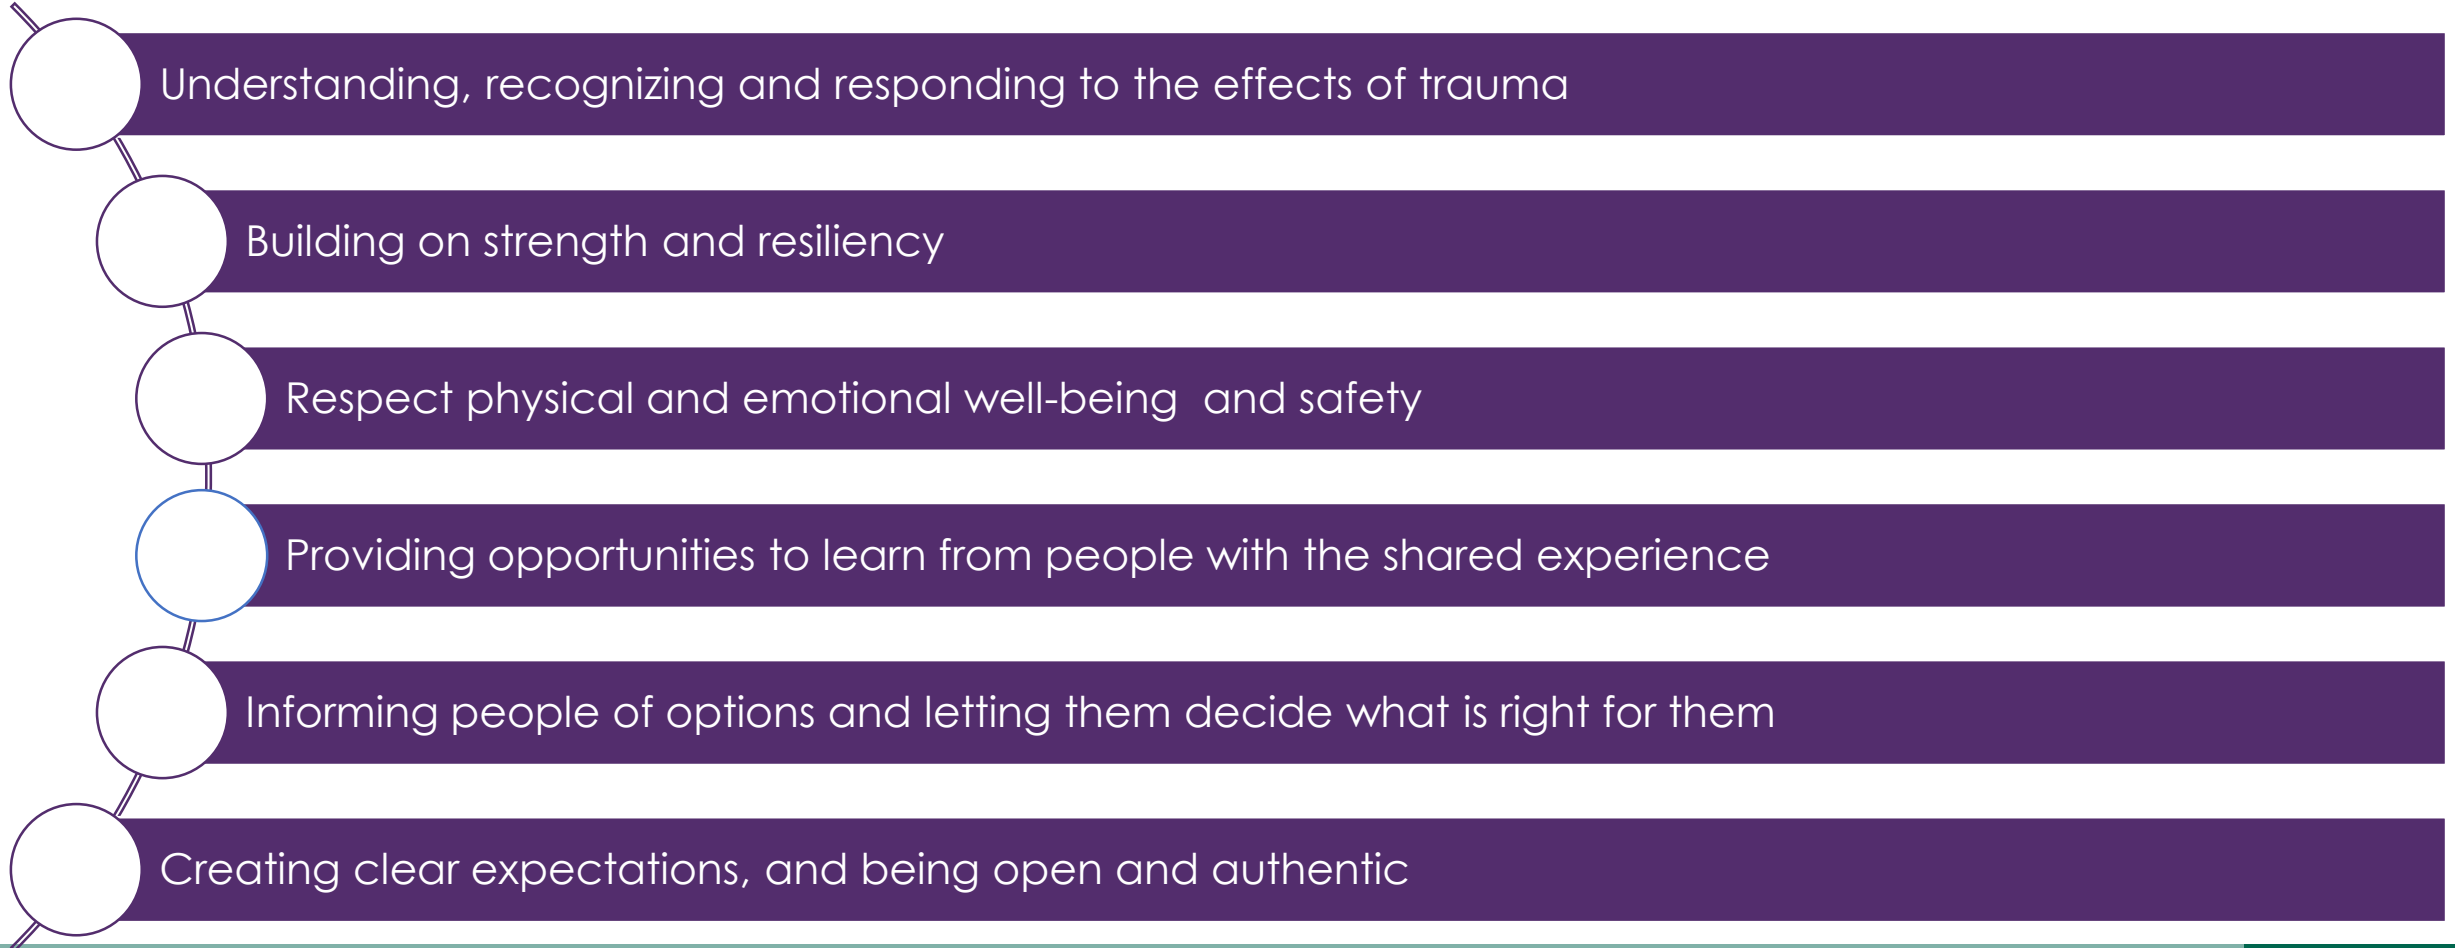 Understanding, recognizing and responding to the effects of trauma
Building on strength and resiliency
Respect physical and emotional well-being  and safety
Providing opportunities to learn from people with the shared experience
Informing people of options and letting them decide what is right for them
Creating clear expectations, and being open and authentic